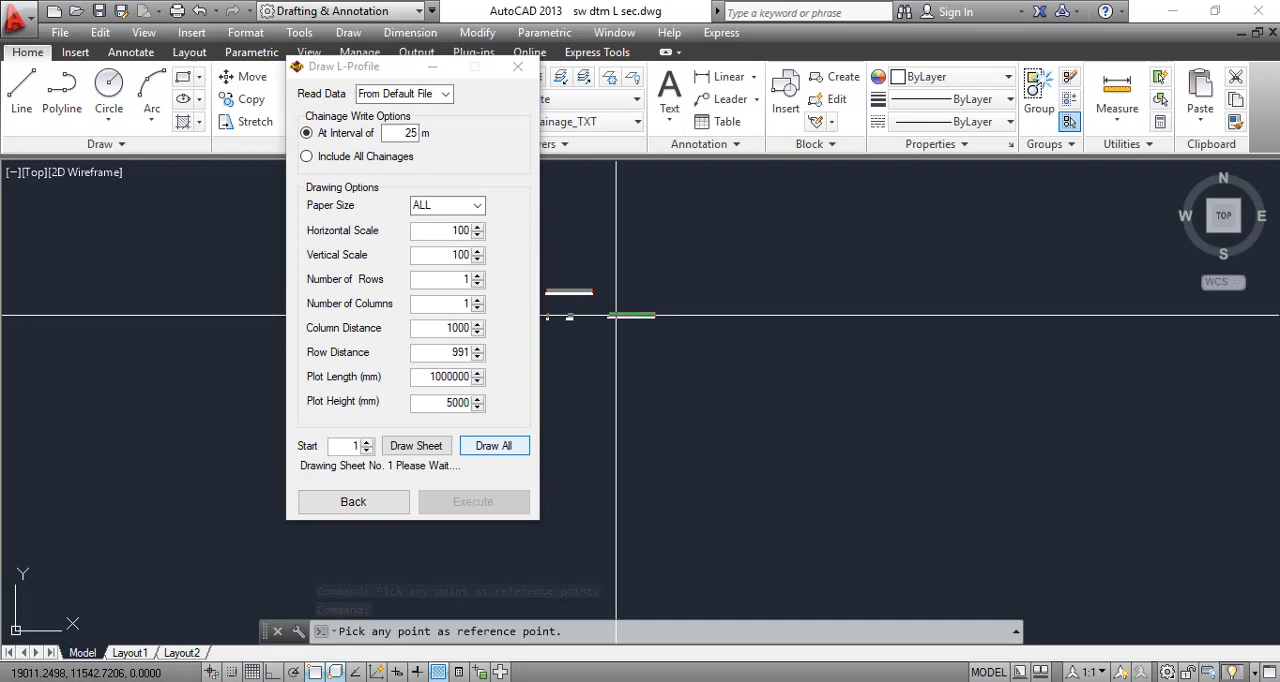 Drafting & Annotation
AutoCAD 2013 sw dtm L sec.dwg
Type a keyword or phrase
Sign In
File Edit View Insert Format Tools Draw Dimension Modify Parametric Window Help Express
Home Insert Annotate Layout Parametric View Manage Output Plug-ins Online Express Tools
Line
Polyline
Circle
Arc
Move
Copy
Stretch
Draw
ainage_TXT
Text
Linear
Leader
Table
Annotation
Insert
Create
Edit
Block
ByLayer
ByLayer
ByLayer
Properties
Group
Groups
Measure
Utilities
Paste
Clipboard
[−][Top][2D Wireframe]
Draw L-Profile
Read Data From Default File
Chainage Write Options
At Interval of 25 m
Include All Chainages
Drawing Options
Paper Size ALL
Horizontal Scale 100
Vertical Scale 100
Number of Rows 1
Number of Columns 1
Column Distance 1000
Row Distance 991
Plot Length (mm) 1000000
Plot Height (mm) 5000
Start 1 Draw Sheet Draw All
Drawing Sheet No. 1 Please Wait....
Back Execute
N
W TOP E
S
WCS
Y
X
Command: Pick any point as reference point.
Command:
Pick any point as reference point.
Model Layout1 Layout2
19011.2498, 11542.7206, 0.0000
MODEL
1:1